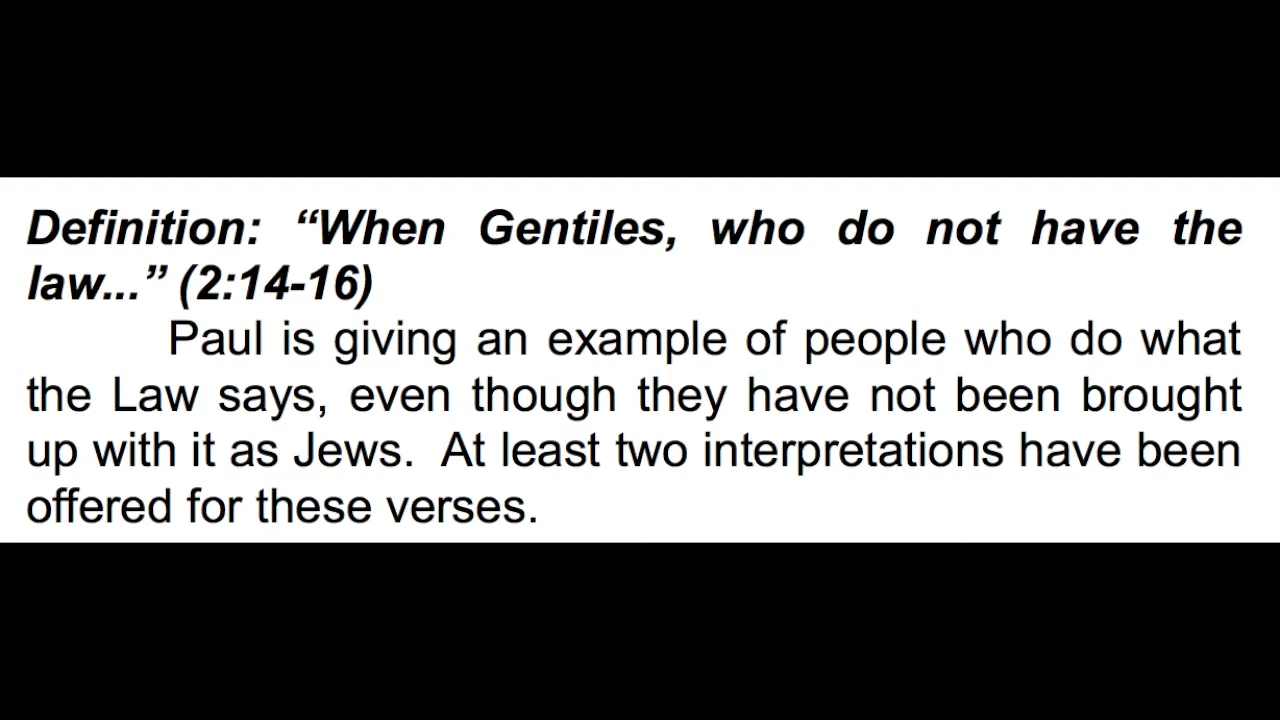 Definition: “When Gentiles, who do not have the
law...” (2:14-16)
Paul is giving an example of people who do what
the Law says, even though they have not been brought
up with it as Jews.  At least two interpretations have been
offered for these verses.